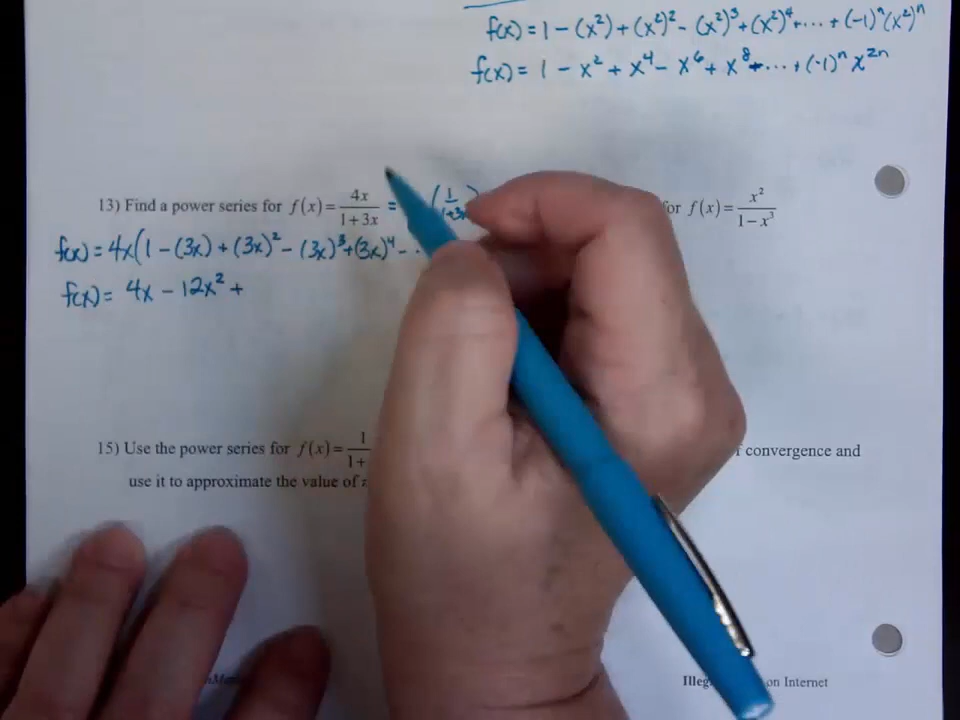 f(x) = 1 - (x²) + (x²)² - (x²)³ + (x²)⁴ + ··· + (-1)ⁿ(x²)ⁿ
f(x) = 1 - x² + x⁴ - x⁶ + x⁸ + ··· + (-1)ⁿ x²ⁿ
13) Find a power series for f(x) = 4x/(1+3x) = (1/(1+3x)) for f(x) = x²/(1-x³)
f(x) = 4x(1 - (3x) + (3x)² - (3x)³ + (3x)⁴ - ··
f(x) = 4x - 12x² +
15) Use the power series for f(x) = 1/1+ convergence and
use it to approximate the value of
on Internet